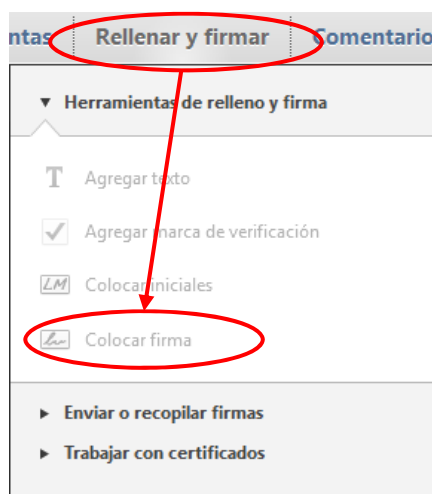 ntas Rellenar y firmar Comentario
Herramientas de relleno y firma
T Agregar texto
Agregar marca de verificación
LM Colocar iniciales
Colocar firma
Enviar o recopilar firmas
Trabajar con certificados